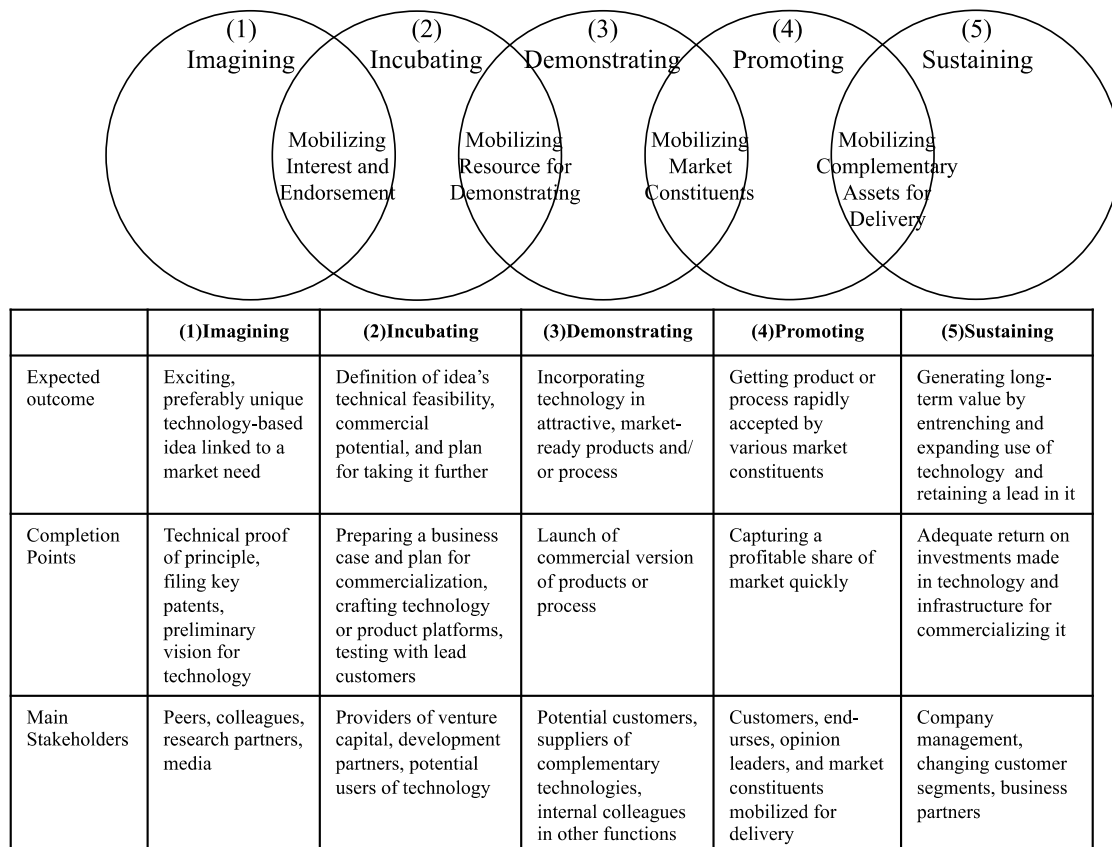 (1)
Imagining
(2)
Incubating
(3)
Demonstrating
(4)
Promoting
(5)
Sustaining
Mobilizing
Interest and
Endorsement
Mobilizing
Resource for
Demonstrating
Mobilizing
Market
Constituents
Mobilizing
Complementary
Assets for
Delivery
(1)Imagining
(2)Incubating
(3)Demonstrating
(4)Promoting
(5)Sustaining
Expected
outcome
Exciting,
preferably unique
technology-based
idea linked to a
market need
Definition of idea’s
technical feasibility,
commercial
potential, and plan
for taking it further
Incorporating
technology in
attractive, market-
ready products and/
or process
Getting product or
process rapidly
accepted by
various market
constituents
Generating long-
term value by
entrenching and
expanding use of
technology and
retaining a lead in it
Completion
Points
Technical proof
of principle,
filing key
patents,
preliminary
vision for
technology
Preparing a business
case and plan for
commercialization,
crafting technology
or product platforms,
testing with lead
customers
Launch of
commercial version
of products or
process
Capturing a
profitable share of
market quickly
Adequate return on
investments made
in technology and
infrastructure for
commercializing it
Main
Stakeholders
Peers, colleagues,
research partners,
media
Providers of venture
capital, development
partners, potential
users of technology
Potential customers,
suppliers of
complementary
technologies,
internal colleagues
in other functions
Customers, end-
urses, opinion
leaders, and market
constituents
mobilized for
delivery
Company
management,
changing customer
segments, business
partners